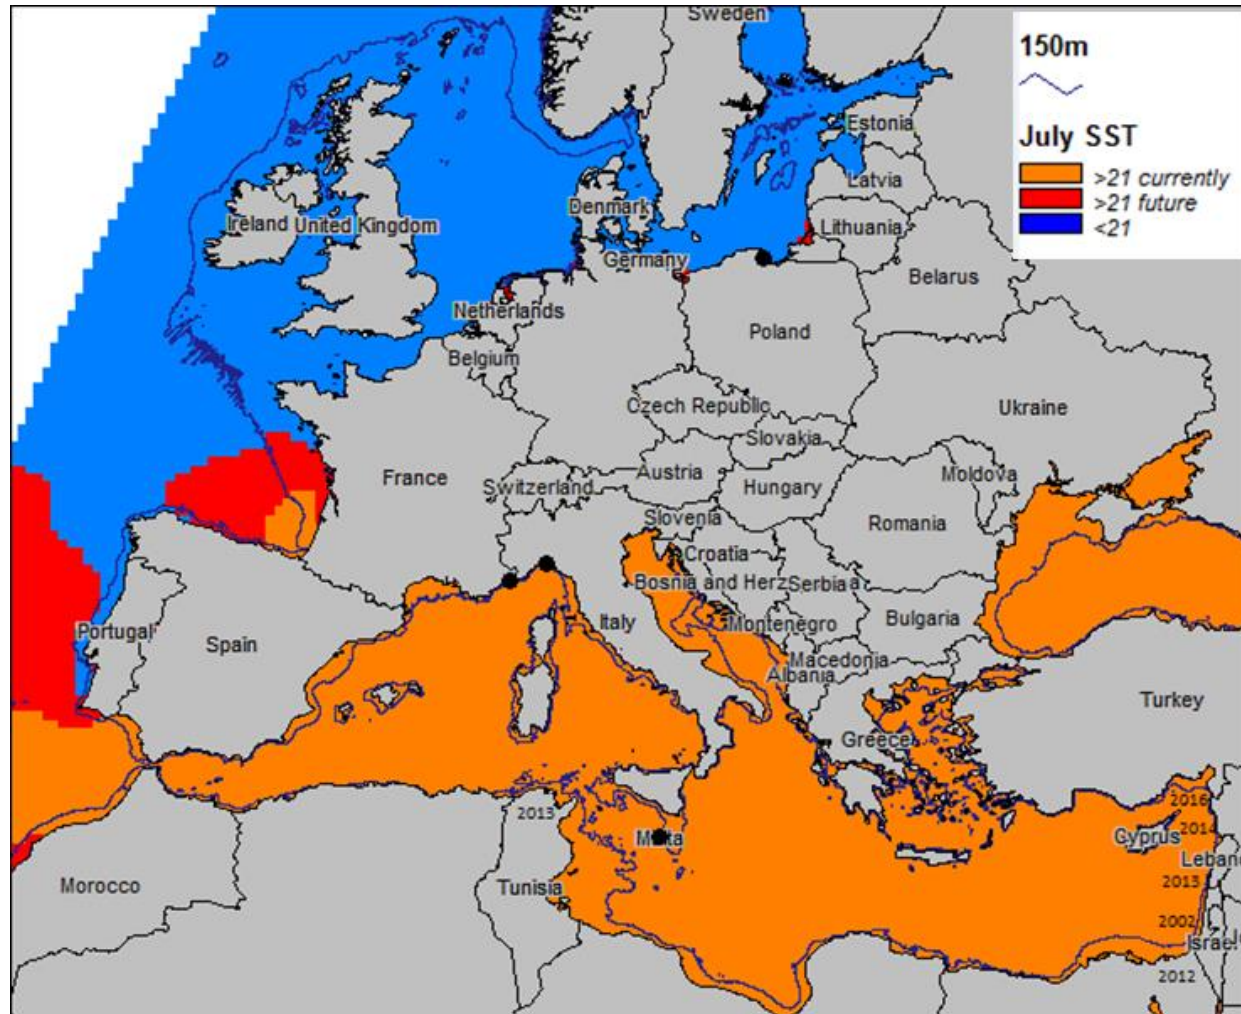 Sweden
150m
July SST
>21 currently
>21 future
<21
Estonia
Latvia
Lithuania
Denmark
Ireland
United Kingdom
Germany
Belarus
Netherlands
Poland
Belgium
Czech Republic
Ukraine
Slovakia
France
Austria
Moldova
Switzerland
Hungary
Slovenia
Romania
Croatia
Bosnia and Herz
Serbia
Italy
Bulgaria
Montenegro
Portugal
Spain
Macedonia
Albania
Turkey
Greece
2016
2013
2014
Cyprus
Leban
Morocco
Tunisia
2013
2002
Israel
2012